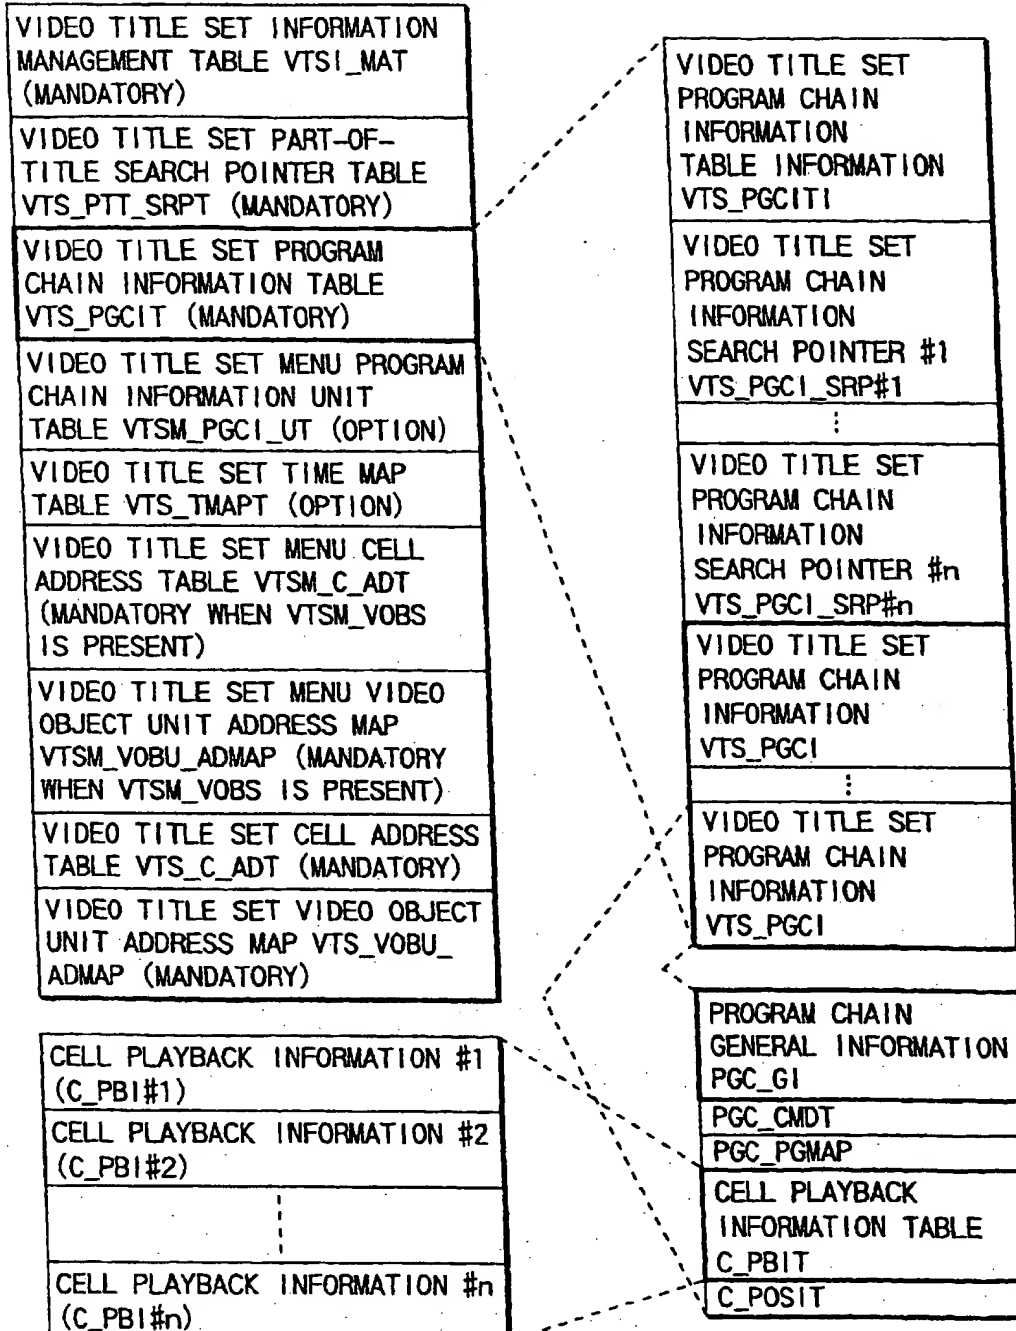 VIDEO TITLE SET INFORMATION
MANAGEMENT TABLE VTSI_MAT
(MANDATORY)
VIDEO TITLE SET PART-OF-
TITLE SEARCH POINTER TABLE
VTS_PTT_SRPT (MANDATORY)
VIDEO TITLE SET PROGRAM
CHAIN INFORMATION TABLE
VTS_PGCIT (MANDATORY)
VIDEO TITLE SET MENU PROGRAM
CHAIN INFORMATION UNIT
TABLE VTSM_PGCI_UT (OPTION)
VIDEO TITLE SET TIME MAP
TABLE VTS_TMAPT (OPTION)
VIDEO TITLE SET MENU CELL
ADDRESS TABLE VTSM_C_ADT
(MANDATORY WHEN VTSM_VOBS
IS PRESENT)
VIDEO TITLE SET MENU VIDEO
OBJECT UNIT ADDRESS MAP
VTSM_VOBU_ADMAP (MANDATORY
WHEN VTSM_VOBS IS PRESENT)
VIDEO TITLE SET CELL ADDRESS
TABLE VTS_C_ADT (MANDATORY)
VIDEO TITLE SET VIDEO OBJECT
UNIT ADDRESS MAP VTS_VOBU_
ADMAP (MANDATORY)
VIDEO TITLE SET
PROGRAM CHAIN
INFORMATION
TABLE INFORMATION
VTS_PGCITI
VIDEO TITLE SET
PROGRAM CHAIN
INFORMATION
SEARCH POINTER #1
VTS_PGCI_SRP#1
VIDEO TITLE SET
PROGRAM CHAIN
INFORMATION
SEARCH POINTER #n
VTS_PGCI_SRP#n
VIDEO TITLE SET
PROGRAM CHAIN
INFORMATION
VTS_PGCI
VIDEO TITLE SET
PROGRAM CHAIN
INFORMATION
VTS_PGCI
PROGRAM CHAIN
GENERAL INFORMATION
PGC_GI
PGC_CMDT
PGC_PGMAP
CELL PLAYBACK
INFORMATION TABLE
C_PBIT
C_POSIT
CELL PLAYBACK INFORMATION #1
(C_PBI#1)
CELL PLAYBACK INFORMATION #2
(C_PBI#2)
CELL PLAYBACK INFORMATION #n
(C_PBI#n)